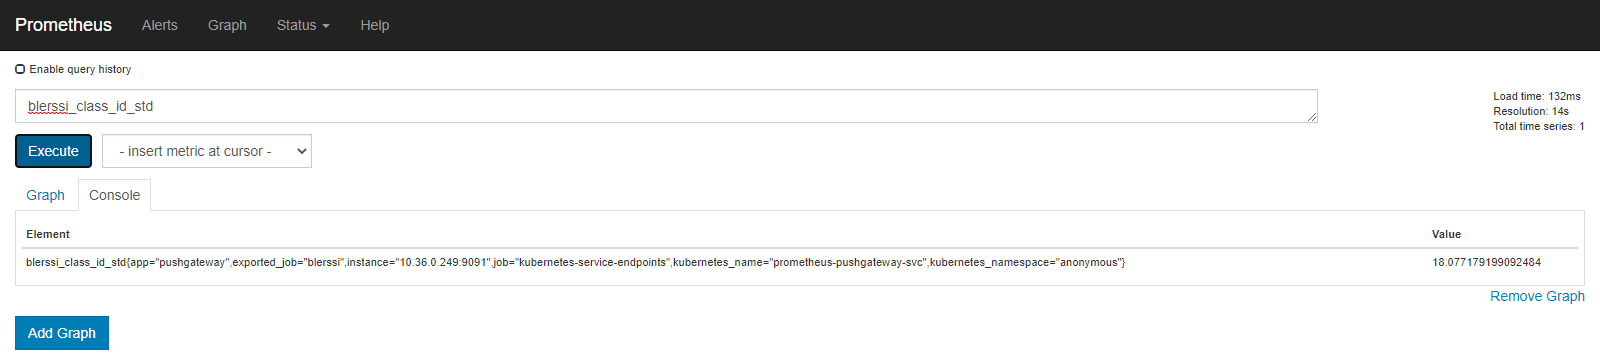 Prometheus Alerts Graph Status Help
Enable query history
blerssi_class_id_std
Load time: 132ms
Resolution: 14s
Total time series: 1
Execute - insert metric at cursor -
Graph Console
Element Value
blerssi_class_id_std{app="pushgateway",exported_job="blerssi",instance="10.36.0.249:9091",job="kubernetes-service-endpoints",kubernetes_name="prometheus-pushgateway-svc",kubernetes_namespace="anonymous"} 18.077179199092484
Remove Graph
Add Graph